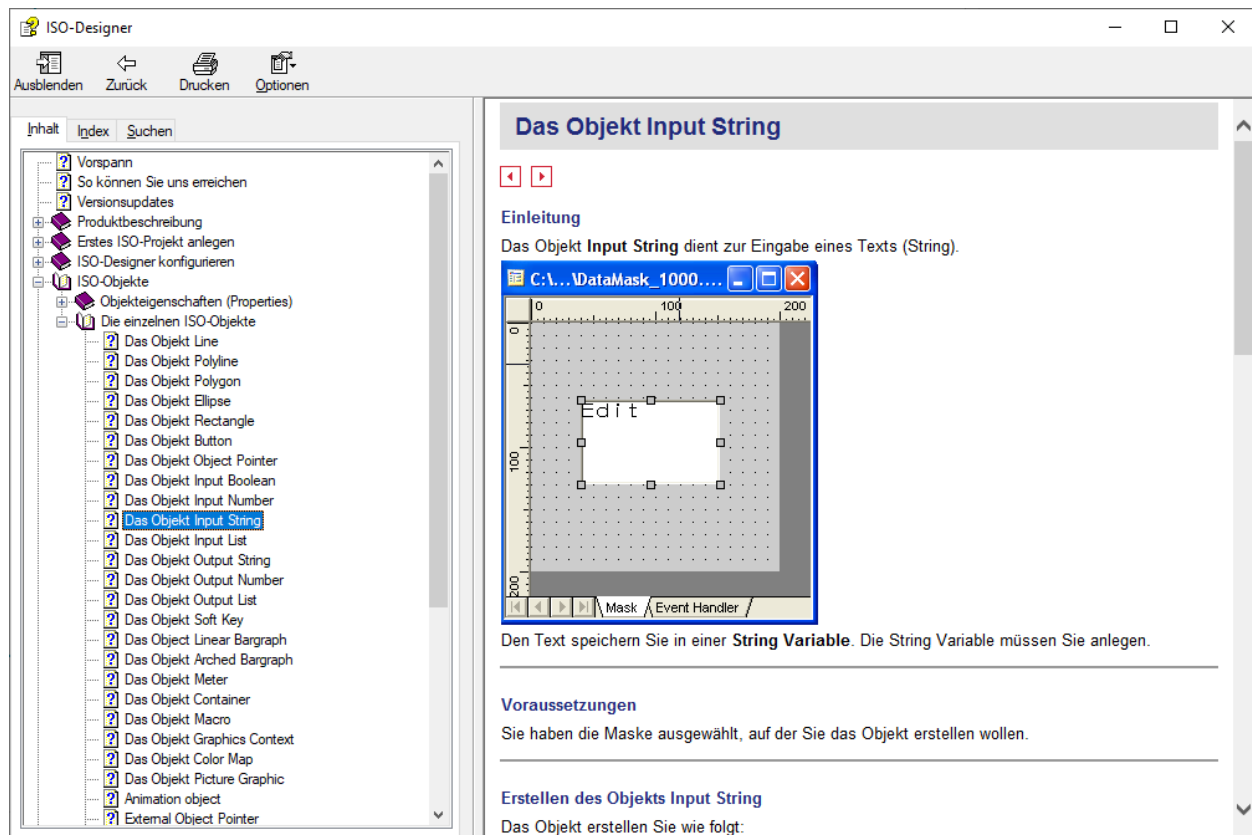 ISO-Designer
Ausblenden Zurück Drucken Optionen
Inhalt Index Suchen
Vorspann
So können Sie uns erreichen
Versionsupdates
Produktbeschreibung
Erstes ISO-Projekt anlegen
ISO-Designer konfigurieren
ISO-Objekte
Objekteigenschaften (Properties)
Die einzelnen ISO-Objekte
Das Objekt Line
Das Objekt Polyline
Das Objekt Polygon
Das Objekt Ellipse
Das Objekt Rectangle
Das Objekt Button
Das Objekt Object Pointer
Das Objekt Input Boolean
Das Objekt Input Number
Das Objekt Input String
Das Objekt Input List
Das Objekt Output String
Das Objekt Output Number
Das Objekt Output List
Das Objekt Soft Key
Das Object Linear Bargraph
Das Objekt Arched Bargraph
Das Objekt Meter
Das Objekt Container
Das Objekt Macro
Das Objekt Graphics Context
Das Objekt Color Map
Das Objekt Picture Graphic
Animation object
External Object Pointer
Das Objekt Input String
Einleitung
Das Objekt Input String dient zur Eingabe eines Texts (String).
C:\...\DataMask_1000....
0 100 200
0
100
200
Edit
Mask Event Handler
Den Text speichern Sie in einer String Variable. Die String Variable müssen Sie anlegen.
Voraussetzungen
Sie haben die Maske ausgewählt, auf der Sie das Objekt erstellen wollen.
Erstellen des Objekts Input String
Das Objekt erstellen Sie wie folgt: